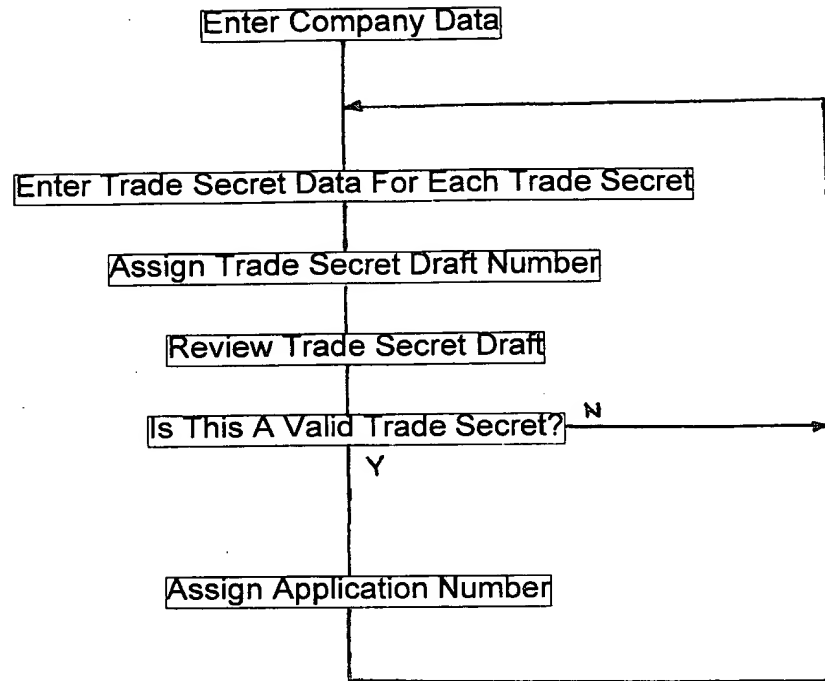 Enter Company Data
Enter Trade Secret Data For Each Trade Secret
Assign Trade Secret Draft Number
Review Trade Secret Draft
Is This A Valid Trade Secret?
N
Y
Assign Application Number